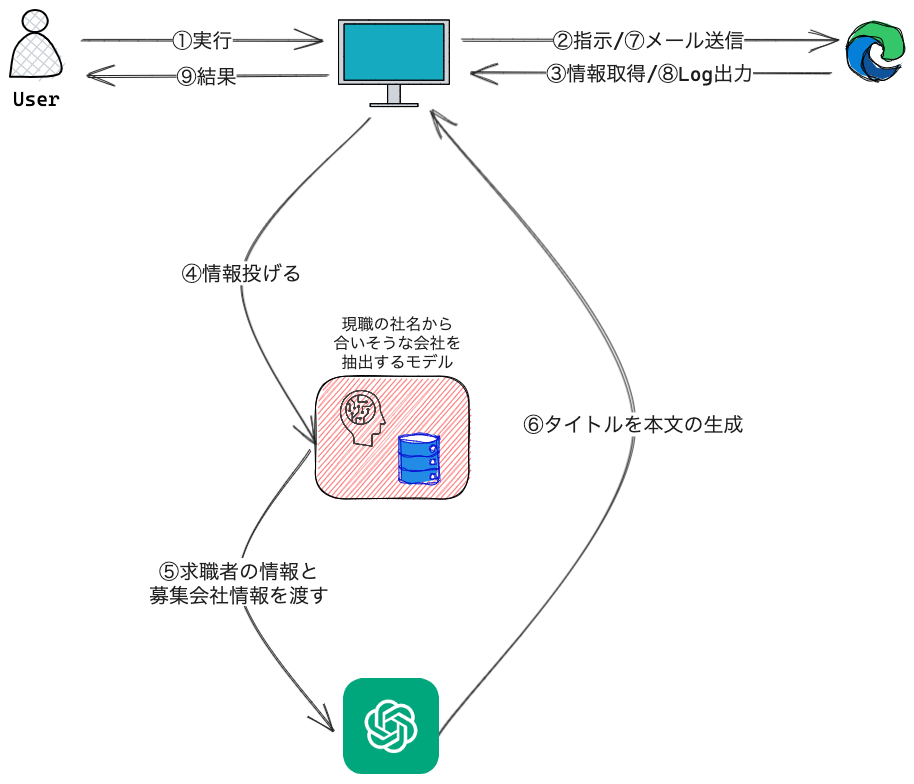 ①実行
②指示/⑦メール送信
⑨結果
③情報取得/⑧Log出力
User
④情報投げる
現職の社名から
合いそうな会社を
抽出するモデル
⑥タイトルを本文の生成
⑤求職者の情報と
募集会社情報を渡す